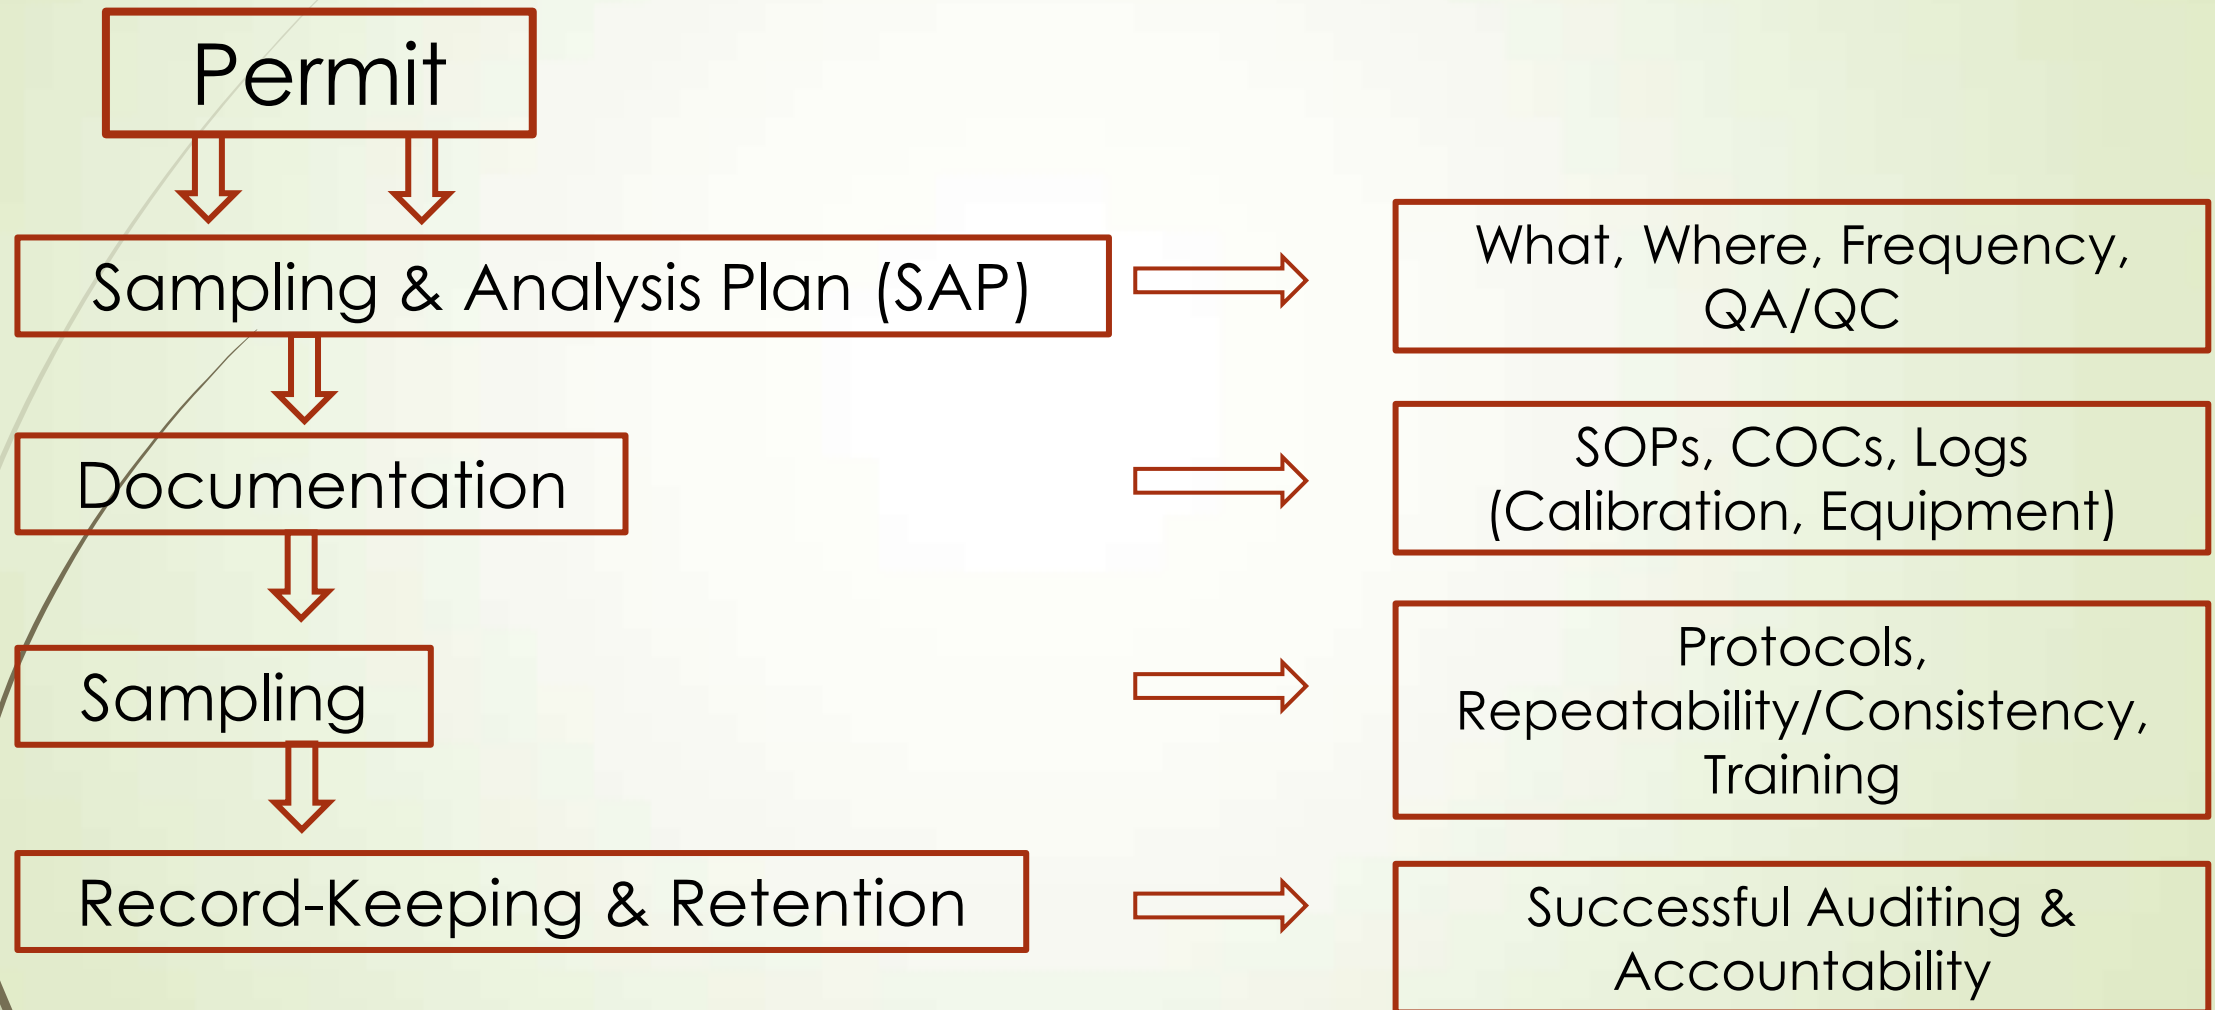 Permit
Sampling & Analysis Plan (SAP)
What, Where, Frequency,
QA/QC
Documentation
SOPs, COCs, Logs
(Calibration, Equipment)
Sampling
Protocols,
Repeatability/Consistency,
Training
Record-Keeping & Retention
Successful Auditing &
Accountability